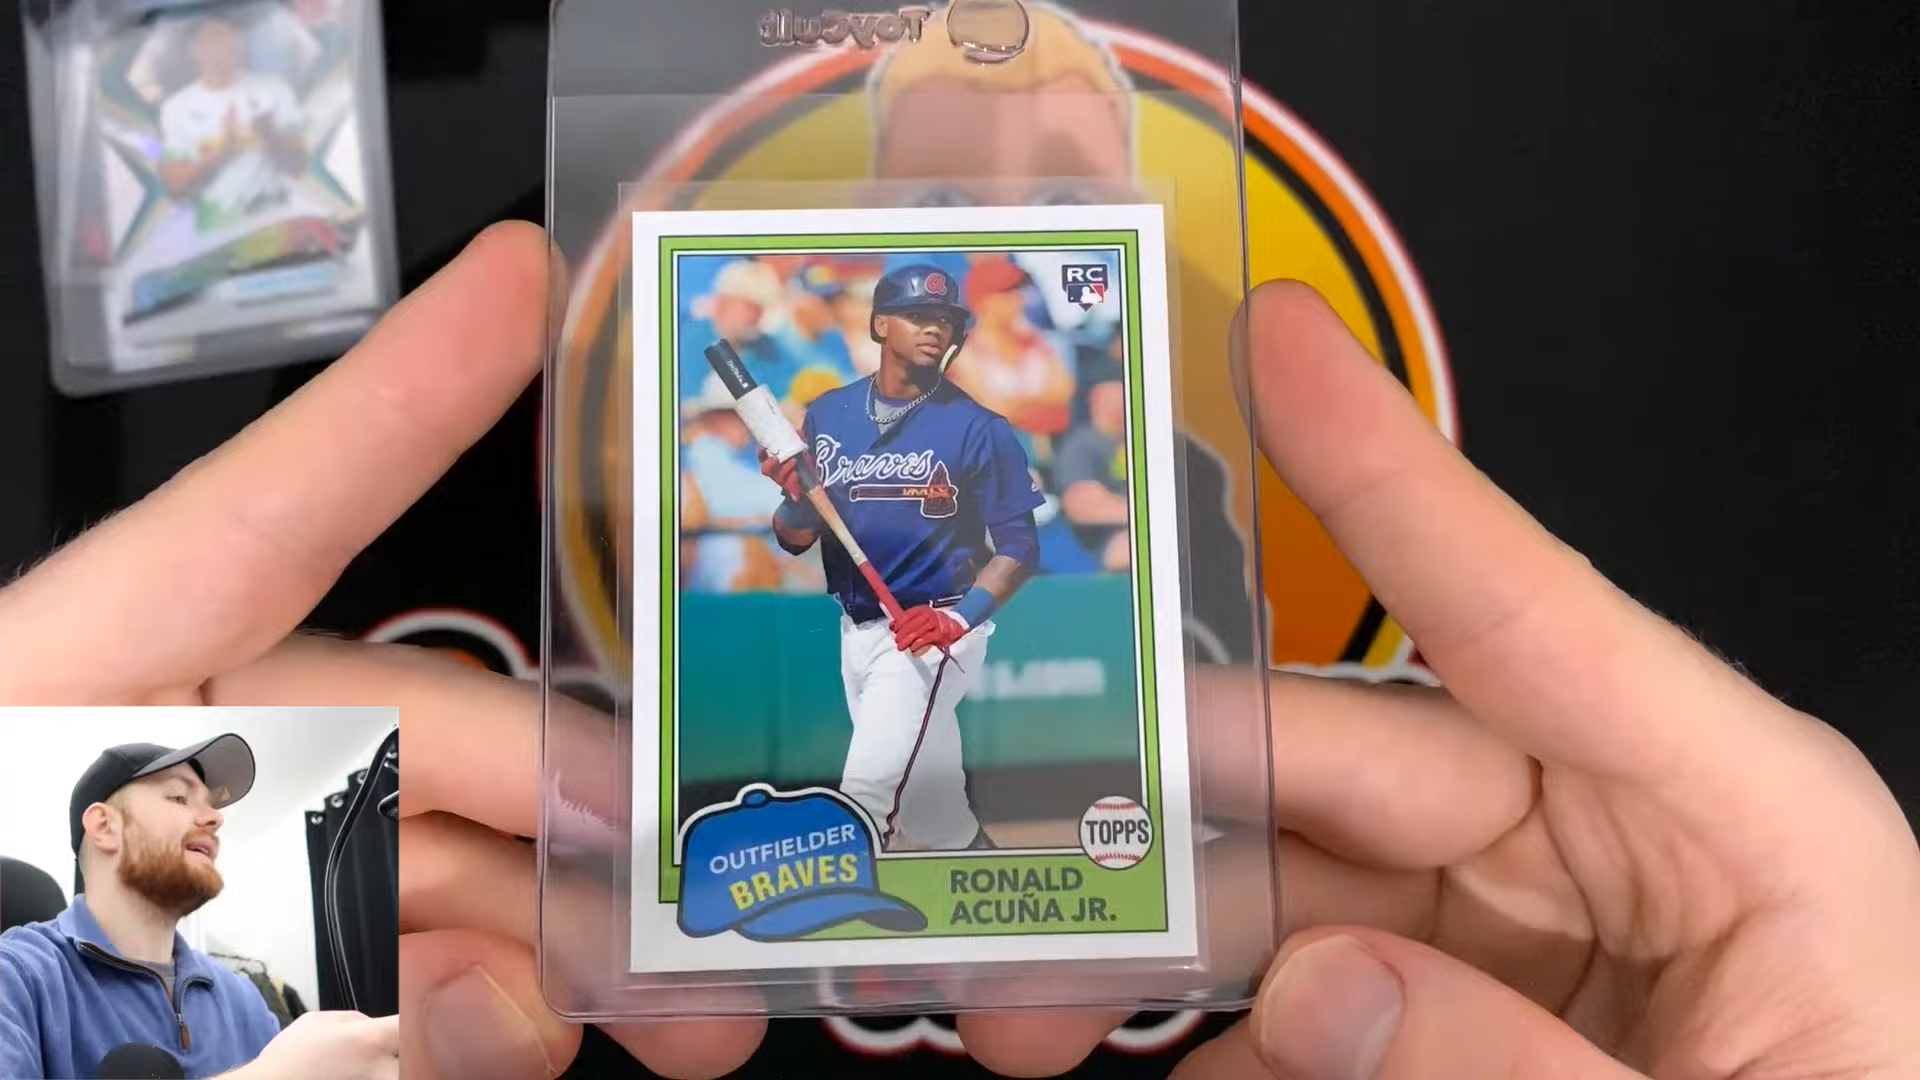 RC
Braves
OUTFIELDER
BRAVES
TOPPS
RONALD
ACUÑA JR.